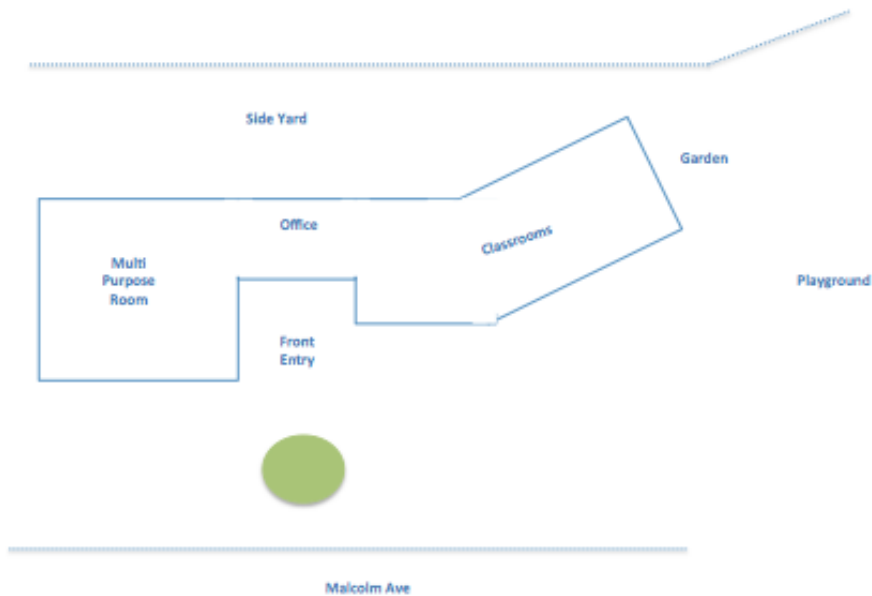 Side Yard
Garden
Office
Classrooms
Multi
Purpose
Room
Playground
Front
Entry
Malcolm Ave